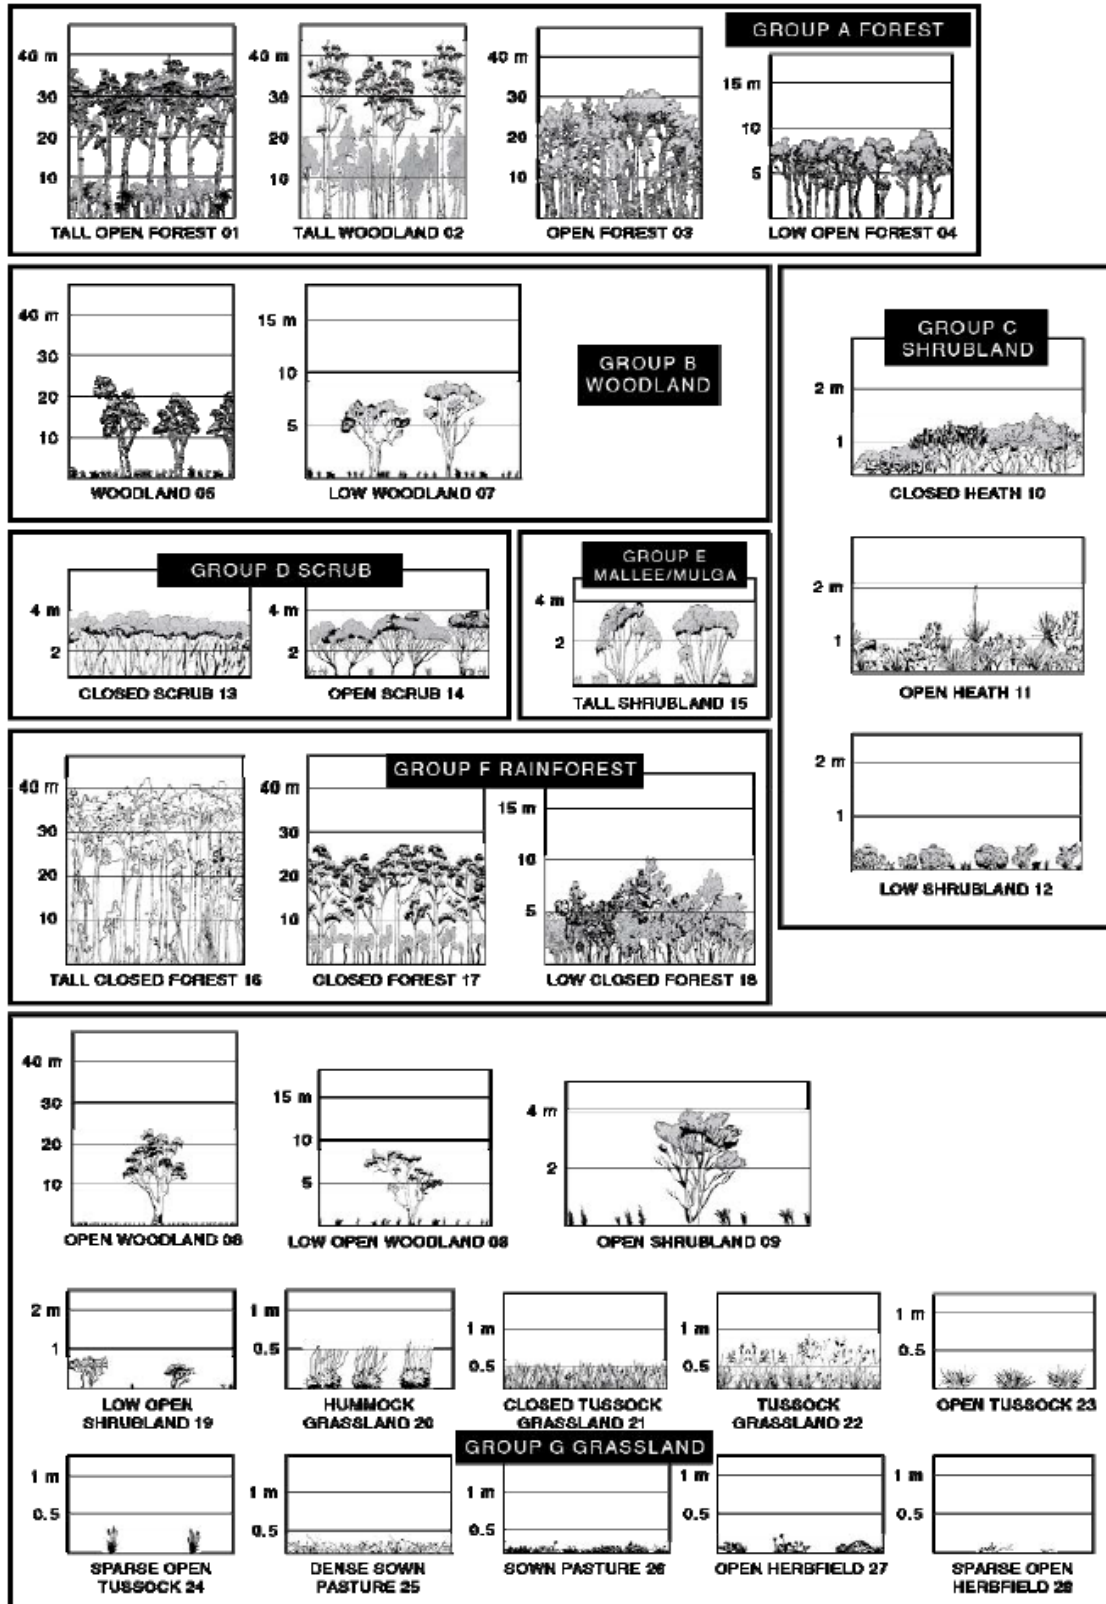 GROUP A FOREST
40 m
30
20
10
TALL OPEN FOREST 01
40 m
30
20
10
TALL WOODLAND 02
40 m
30
20
10
OPEN FOREST 03
15 m
10
5
LOW OPEN FOREST 04
40 m
30
20
10
WOODLAND 05
15 m
10
5
LOW WOODLAND 07
GROUP B
WOODLAND
GROUP C
SHRUBLAND
2 m
1
CLOSED HEATH 10
2 m
1
OPEN HEATH 11
2 m
1
LOW SHRUBLAND 12
GROUP D SCRUB
4 m
2
CLOSED SCRUB 13
4 m
2
OPEN SCRUB 14
GROUP E
MALLEE/MULGA
4 m
2
TALL SHRUBLAND 15
GROUP F RAINFOREST
40 m
30
20
10
TALL CLOSED FOREST 16
40 m
30
20
10
CLOSED FOREST 17
15 m
10
5
LOW CLOSED FOREST 18
40 m
30
20
10
OPEN WOODLAND 06
15 m
10
5
LOW OPEN WOODLAND 08
4 m
2
OPEN SHRUBLAND 09
2 m
1
LOW OPEN
SHRUBLAND 19
1 m
0.5
HUMMOCK
GRASSLAND 20
1 m
0.5
CLOSED TUSSOCK
GRASSLAND 21
1 m
0.5
TUSSOCK
GRASSLAND 22
1 m
0.5
OPEN TUSSOCK 23
GROUP G GRASSLAND
1 m
0.5
SPARSE OPEN
TUSSOCK 24
1 m
0.5
DENSE SOWN
PASTURE 25
1 m
0.5
SOWN PASTURE 26
1 m
0.5
OPEN HERBFIELD 27
1 m
0.5
SPARSE OPEN
HERBFIELD 28